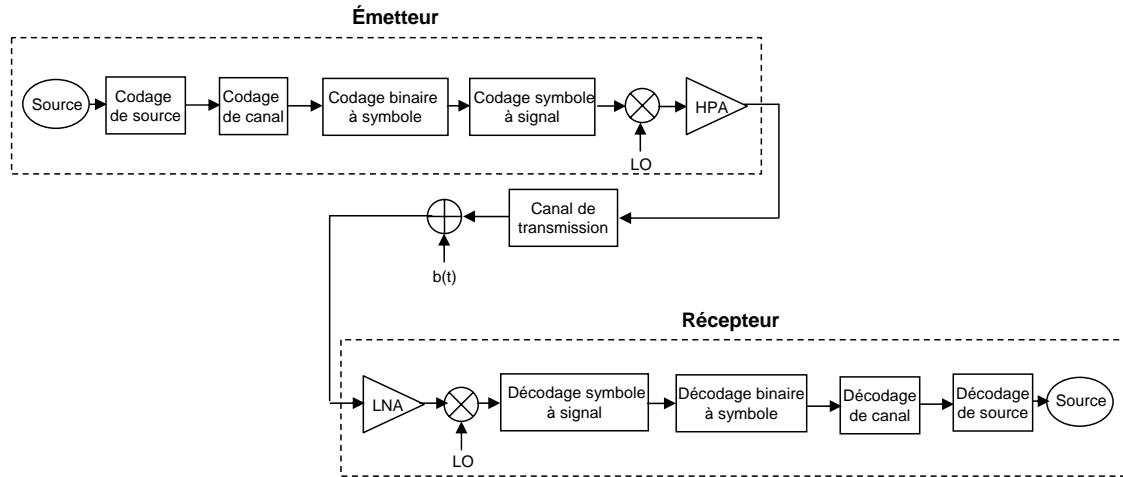 Émetteur
Source
Codage
de source
Codage
de canal
Codage binaire
à symbole
Codage symbole
à signal
HPA
LO
Canal de
transmission
b(t)
Récepteur
LNA
LO
Décodage symbole
à signal
Décodage binaire
à symbole
Décodage
de canal
Décodage
de source
Source